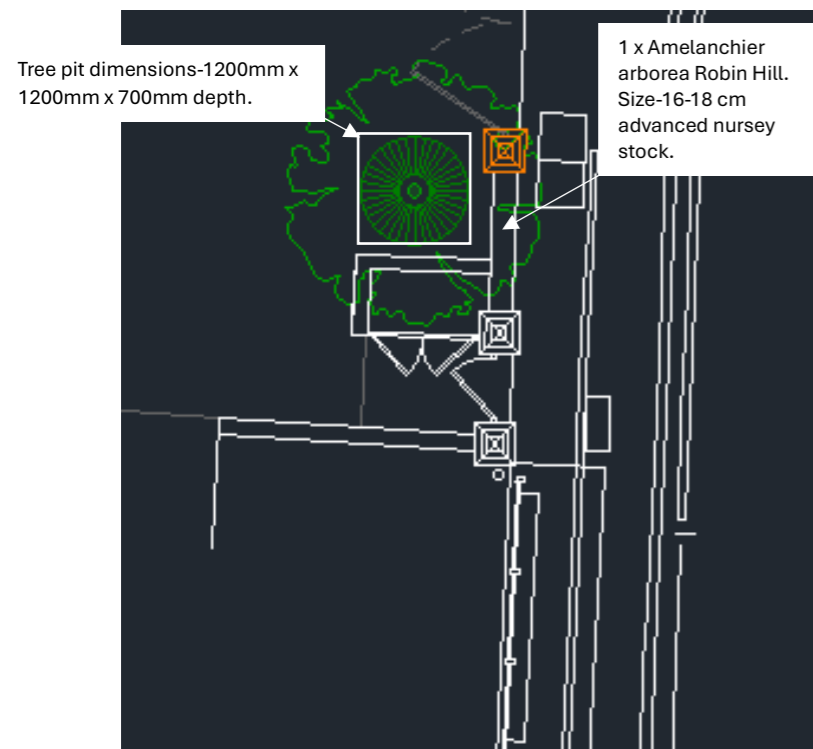 Tree pit dimensions-1200mm x
1200mm x 700mm depth.
1 x Amelanchier
arborea Robin Hill.
Size-16-18 cm
advanced nursey
stock.